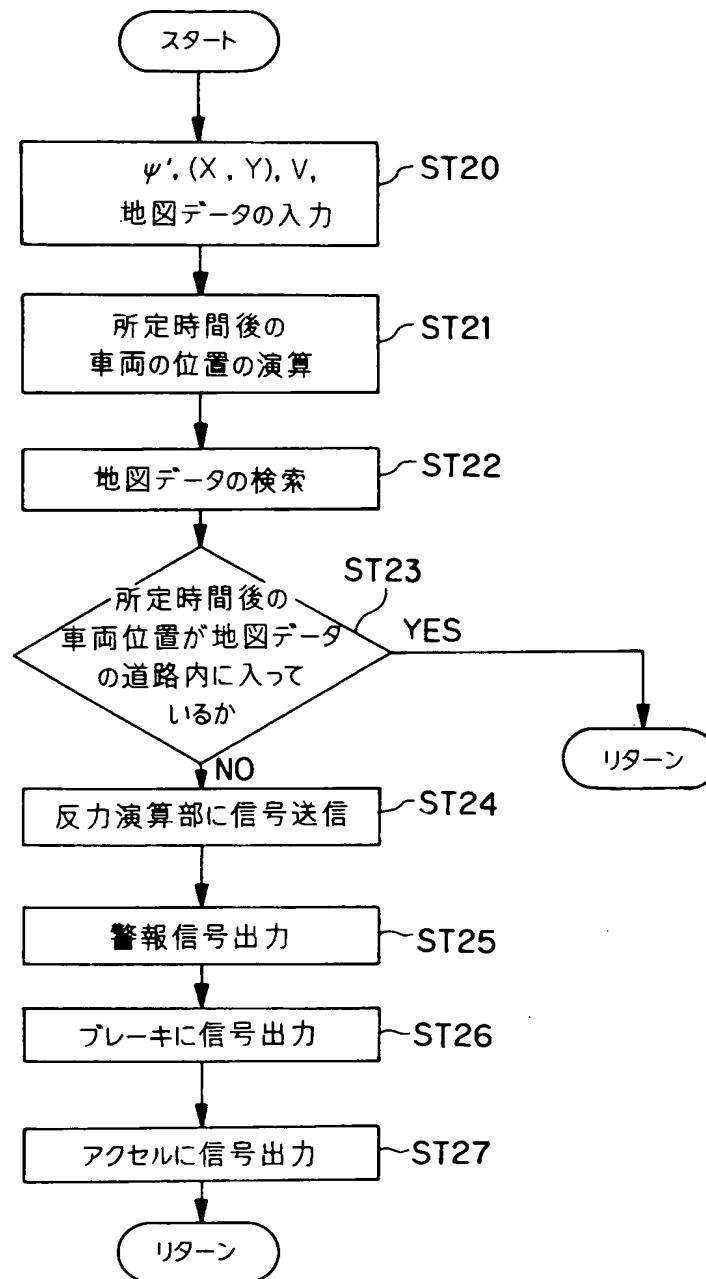 スタート
ψ', (X , Y), V,
地図データの入力
ST20
所定時間後の
車両の位置の演算
ST21
地図データの検索
ST22
所定時間後の
車両位置が地図データ
の道路内に入って
いるか
ST23
YES
リターン
NO
反力演算部に信号送信
ST24
警報信号出力
ST25
ブレーキに信号出力
ST26
アクセルに信号出力
ST27
リターン